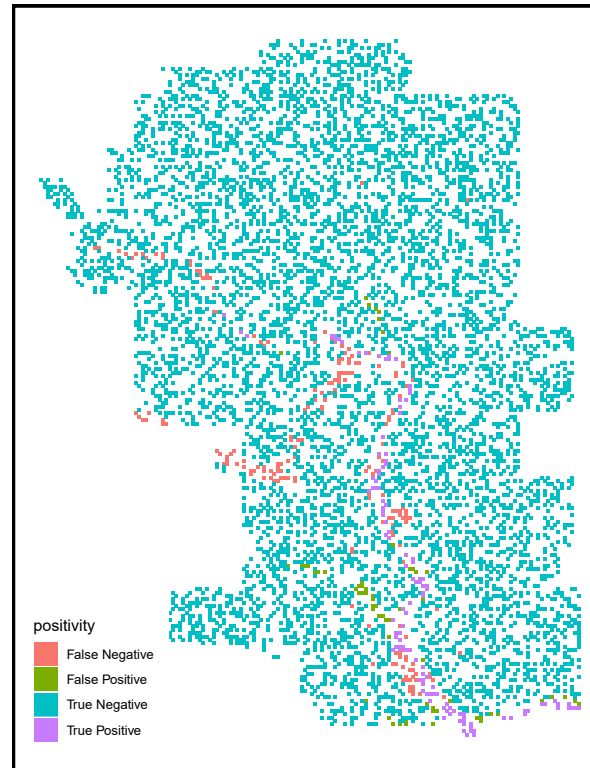 positivity
False Negative
False Positive
True Negative
True Positive